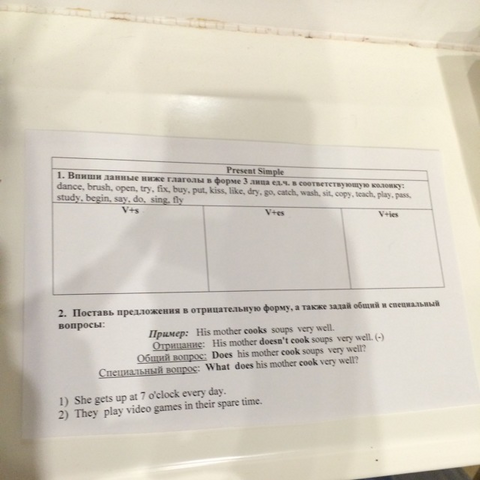 Present Simple
1. Впиши данные ниже глаголы в форме 3 лица ед.ч. в соответствующую колонку:
dance, brush, open, try, fix, buy, put, kiss, like, dry, go, catch, wash, sit, copy, teach, play, pass,
study, begin, say, do, sing, fly
V+s V+es V+ies
2. Поставь предложения в отрицательную форму, а также задай общий и специальный
вопросы:
Пример: His mother cooks soups very well.
Отрицание: His mother doesn't cook soups very well. (-)
Общий вопрос: Does his mother cook soups very well?
Специальный вопрос: What does his mother cook very well?
1) She gets up at 7 o'clock every day.
2) They play video games in their spare time.